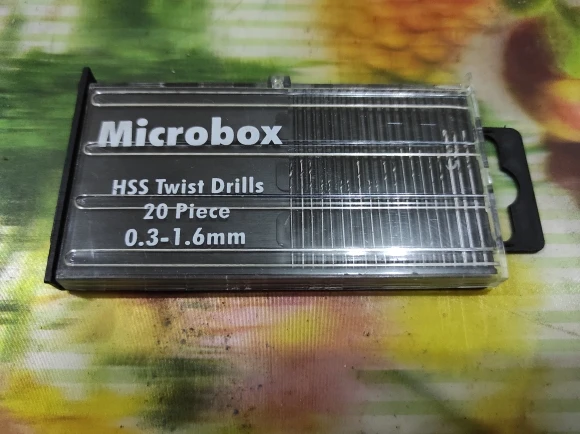 Microbox
HSS Twist Drills
20 Piece
0.3-1.6mm